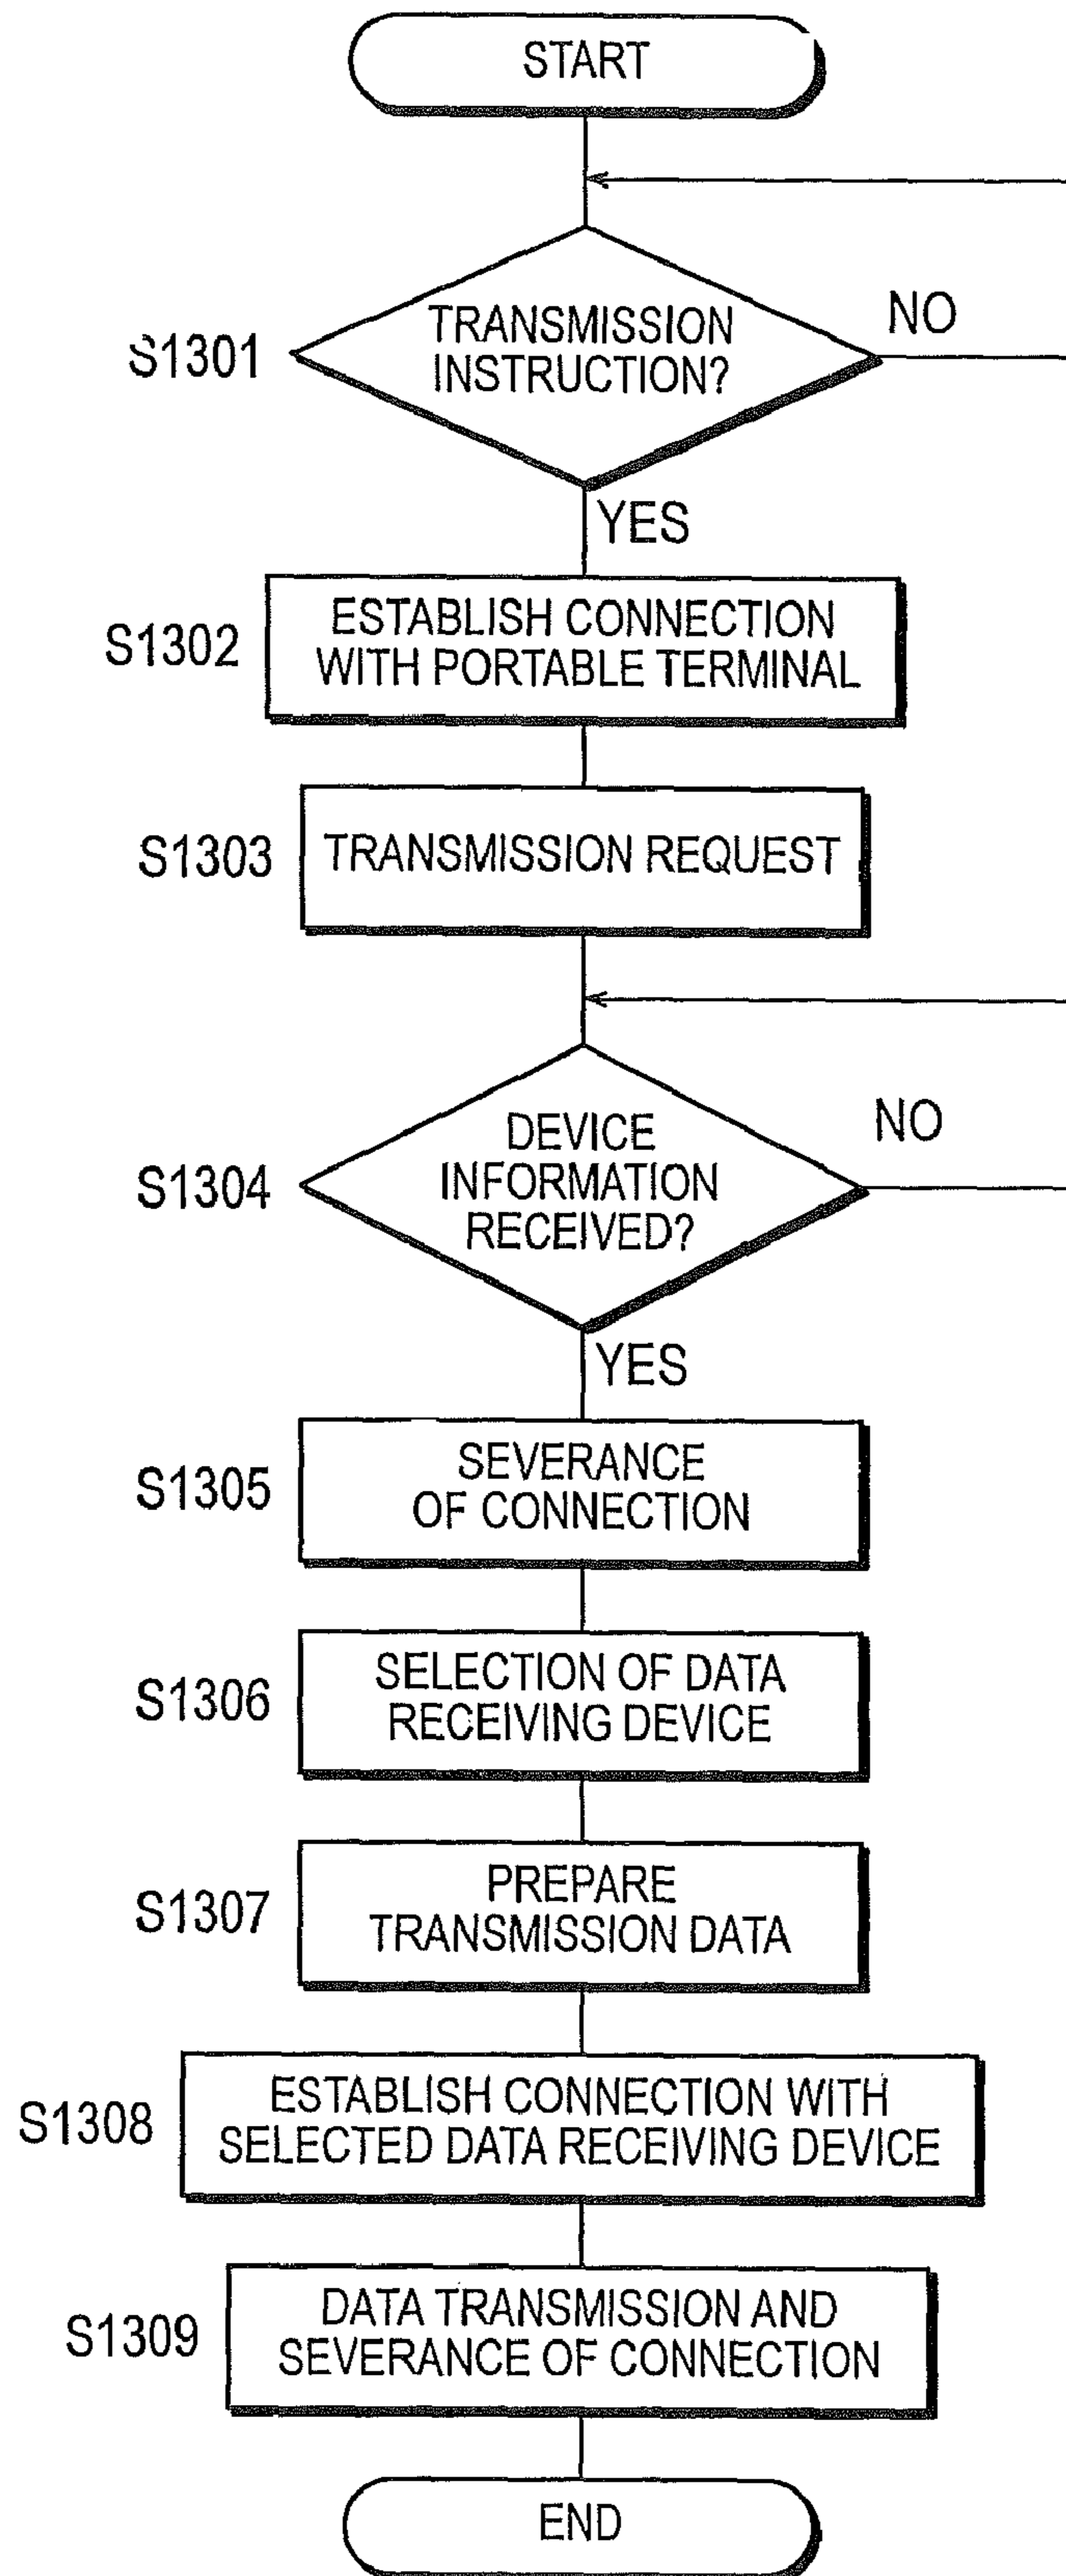 START
S1301
TRANSMISSION
INSTRUCTION?
NO
YES
S1302
ESTABLISH CONNECTION
WITH PORTABLE TERMINAL
S1303
TRANSMISSION REQUEST
S1304
DEVICE
INFORMATION
RECEIVED?
NO
YES
S1305
SEVERANCE
OF CONNECTION
S1306
SELECTION OF DATA
RECEIVING DEVICE
S1307
PREPARE
TRANSMISSION DATA
S1308
ESTABLISH CONNECTION WITH
SELECTED DATA RECEIVING DEVICE
S1309
DATA TRANSMISSION AND
SEVERANCE OF CONNECTION
END